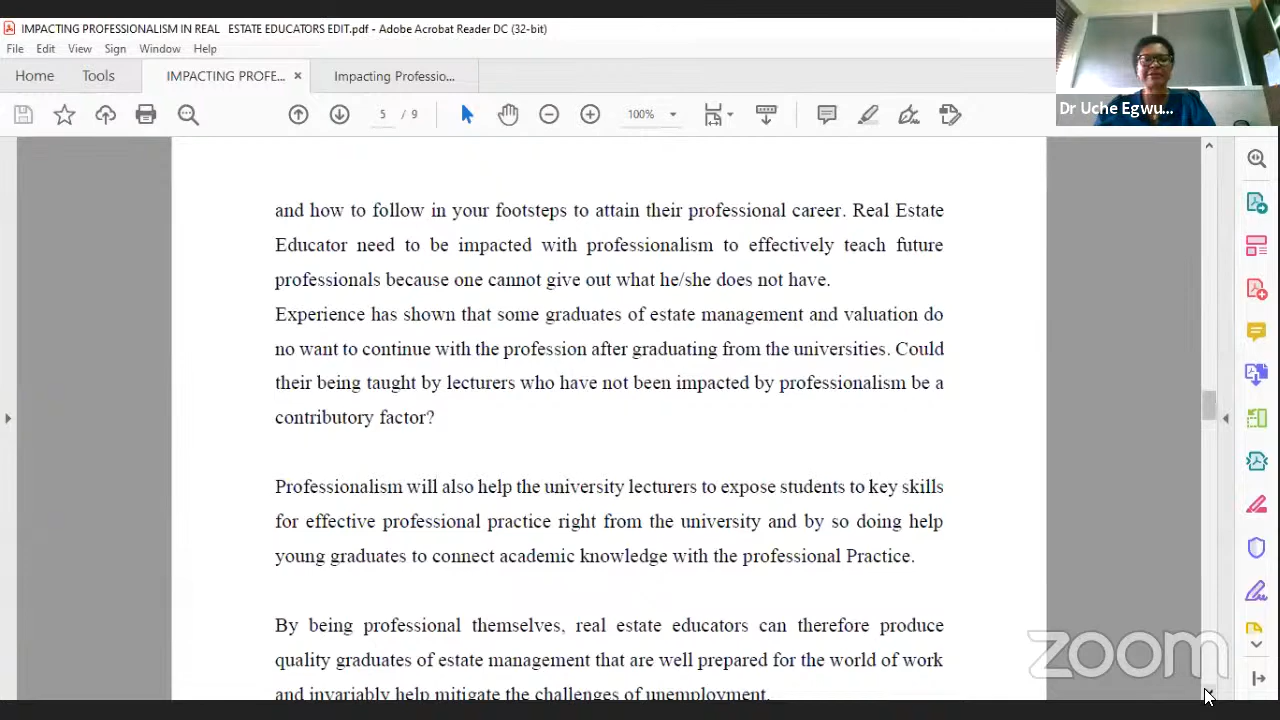 IMPACTING PROFESSIONALISM IN REAL ESTATE EDUCATORS EDIT.pdf - Adobe Acrobat Reader DC (32-bit)
File Edit View Sign Window Help
Home Tools IMPACTING PROFE... × Impacting Professio...
5 / 9 100%
Dr Uche Egwu...
and how to follow in your footsteps to attain their professional career. Real Estate
Educator need to be impacted with professionalism to effectively teach future
professionals because one cannot give out what he/she does not have.
Experience has shown that some graduates of estate management and valuation do
no want to continue with the profession after graduating from the universities. Could
their being taught by lecturers who have not been impacted by professionalism be a
contributory factor?
Professionalism will also help the university lecturers to expose students to key skills
for effective professional practice right from the university and by so doing help
young graduates to connect academic knowledge with the professional Practice.
By being professional themselves, real estate educators can therefore produce
quality graduates of estate management that are well prepared for the world of work
and invariably help mitigate the challenges of unemployment.
zoom